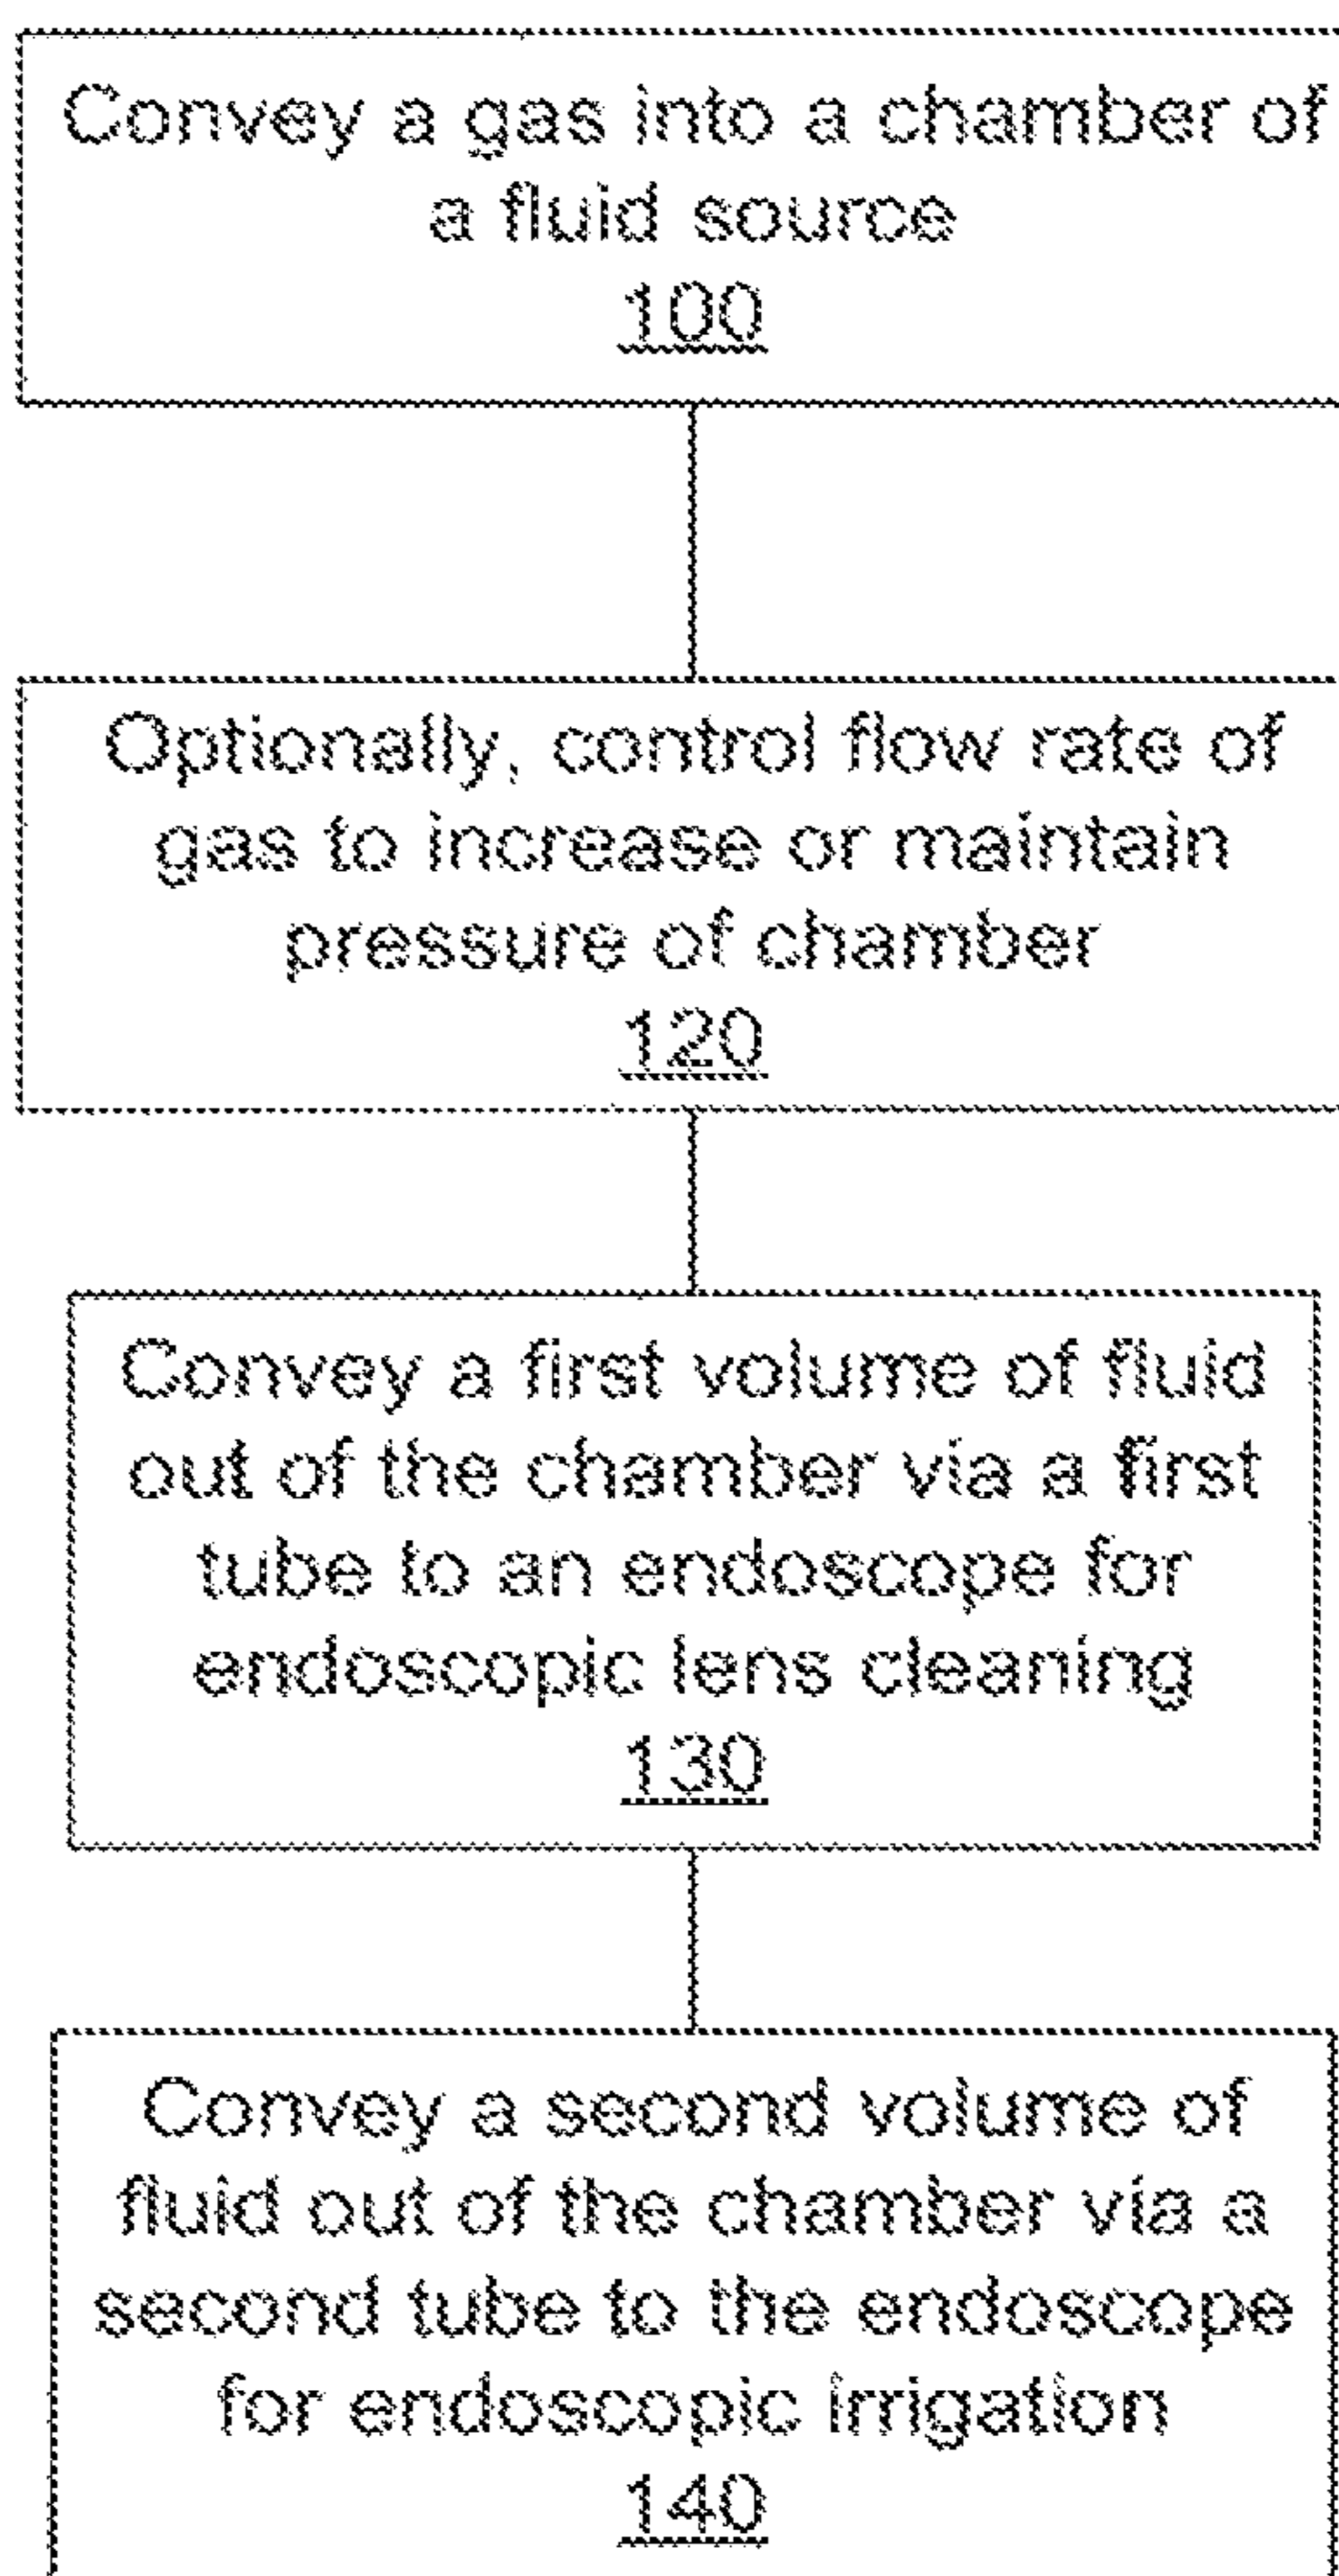 Convey a gas into a chamber of
a fluid source
100
Optionally, control flow rate of
gas to increase or maintain
pressure of chamber
120
Convey a first volume of fluid
out of the chamber via a first
tube to an endoscope for
endoscopic lens cleaning
130
Convey a second volume of
fluid out of the chamber via a
second tube to the endoscope
for endoscopic irrigation
140